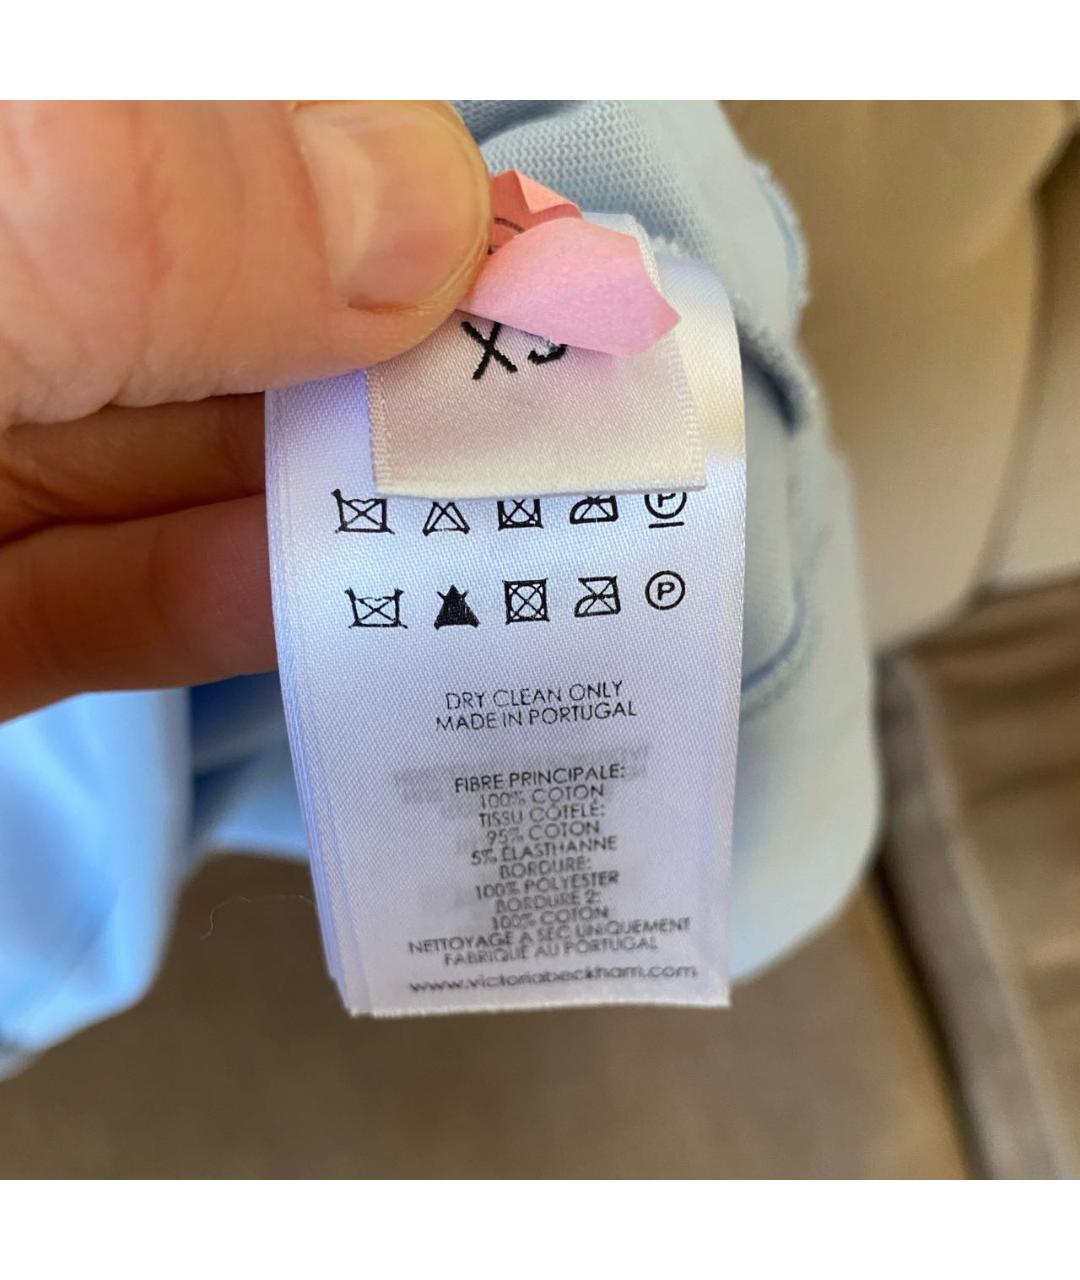 DRY CLEAN ONLY
MADE IN PORTUGAL
FIBRE PRINCIPALE:
100% COTON
TISSU CÔTELÉ:
95% COTON
5% ÉLASTHANNE
BORDURE:
100% POLYESTER
BORDURE 2:
100% COTON
NETTOYAGE A SEC UNIQUEMENT
FABRIQUÉ AU PORTUGAL
www.victoriabeckham.com